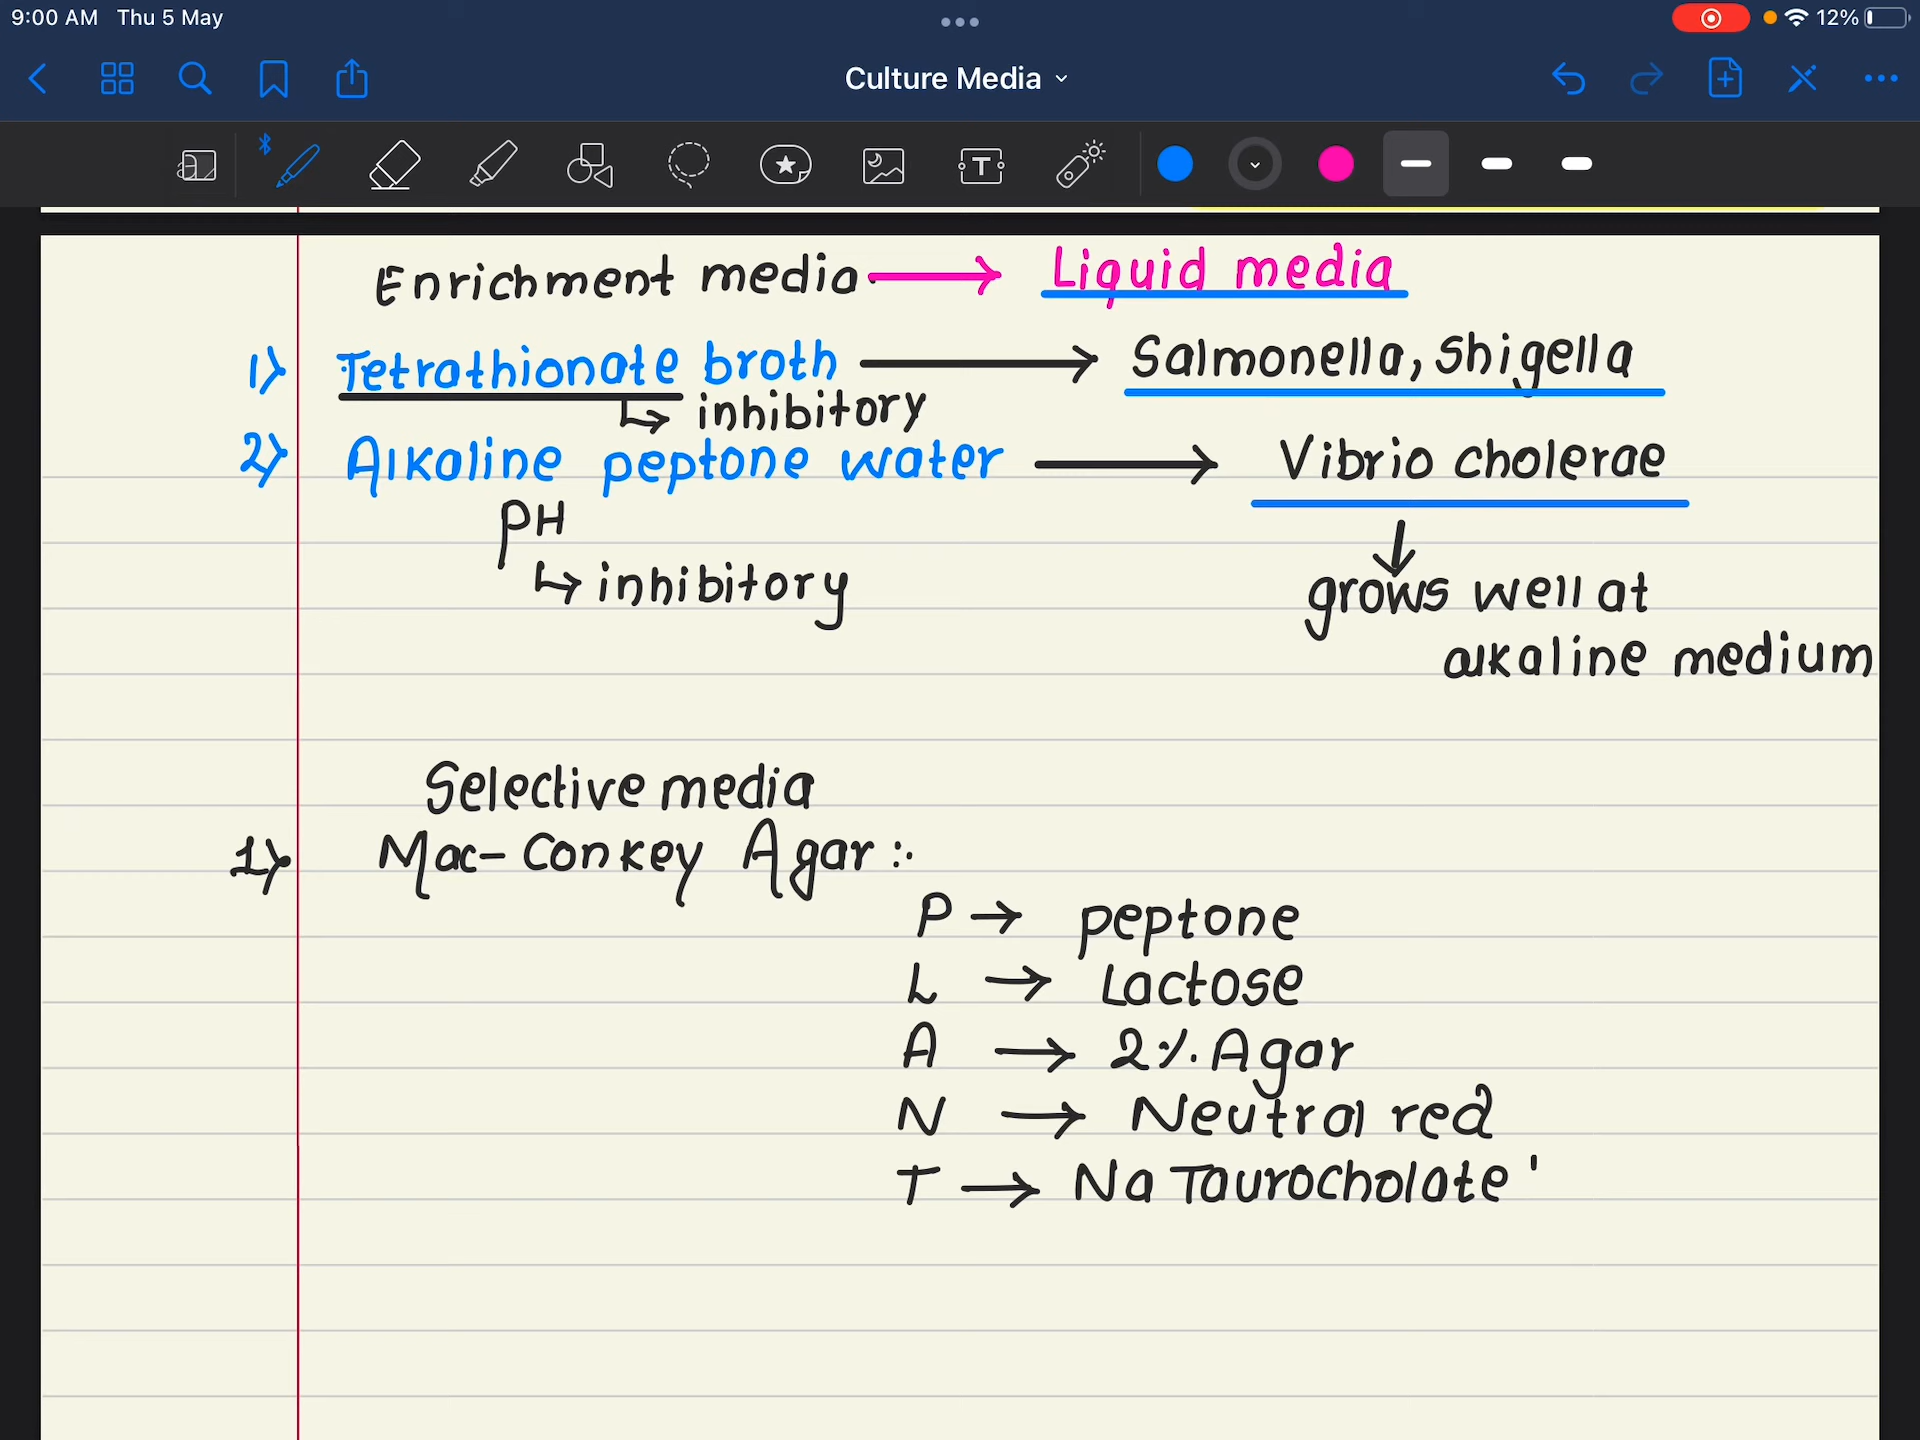 9:00 AM Thu 5 May
12%
Culture Media
Enrichment media → Liquid media
1) Tetrathionate broth → Salmonella, Shigella
↳ inhibitory
2) Alkaline peptone water → Vibrio cholerae
PH
↳ inhibitory
↓
grows well at
alkaline medium
Selective media
1) Mac-Conkey Agar :-
P → peptone
L → Lactose
A → 2% Agar
N → Neutral red
T → Na Taurocholate '